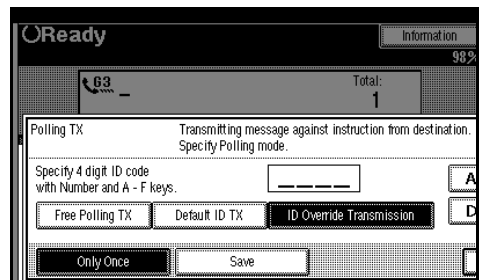 Ready
Information
98%
G3 _
Total:
1
Polling TX
Transmitting message against instruction from destination.
Specify Polling mode.
Specify 4 digit ID code
with Number and A - F keys.
_ _ _ _
A
Free Polling TX
Default ID TX
ID Override Transmission
D
Only Once
Save